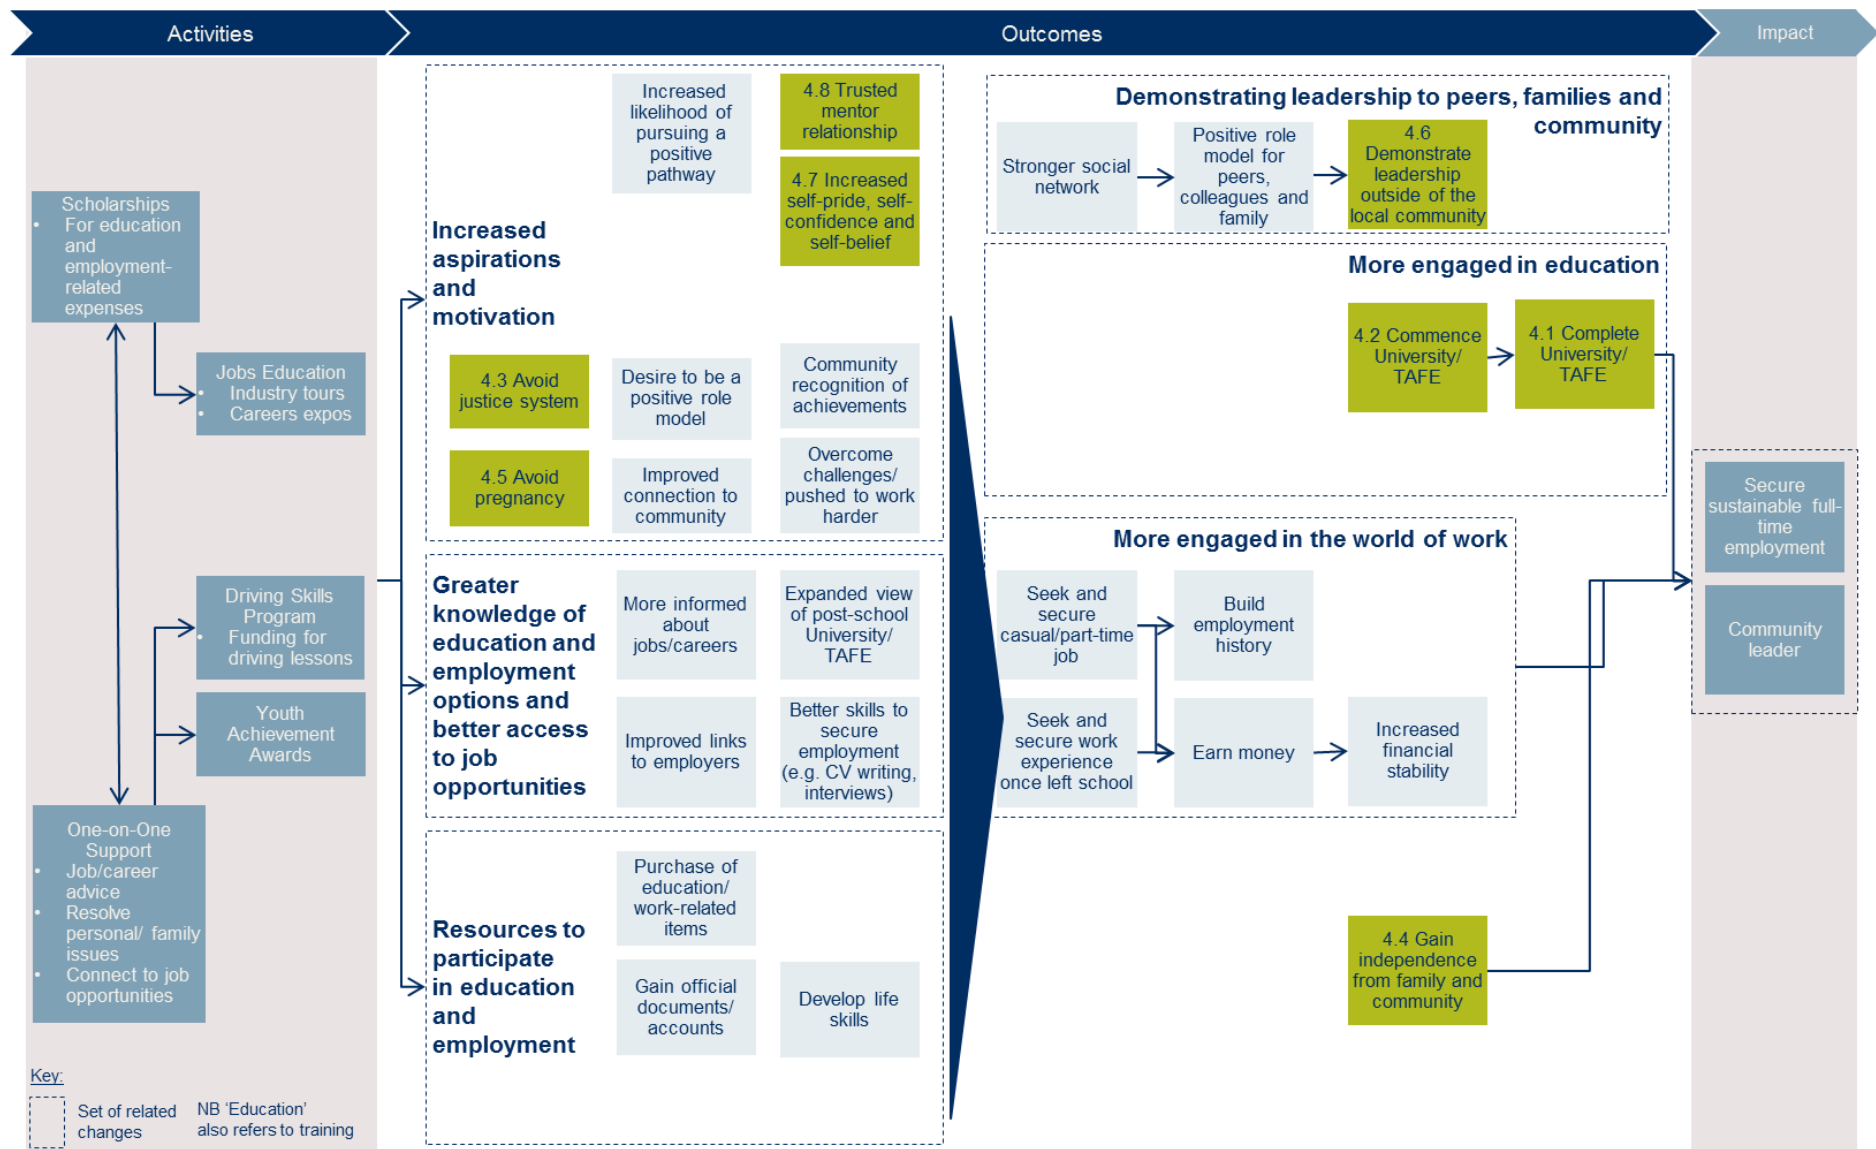 Activities
Outcomes
Impact
Scholarships
• For education
and
employment-
related
expenses
Jobs Education
• Industry tours
• Careers expos
Driving Skills
Program
• Funding for
driving lessons
Youth
Achievement
Awards
One-on-One
Support
• Job/career
advice
• Resolve
personal/ family
issues
• Connect to job
opportunities
Key:
Set of related
changes
NB ‘Education’
also refers to training
Increased
aspirations
and
motivation
Increased
likelihood of
pursuing a
positive
pathway
4.8 Trusted
mentor
relationship
4.7 Increased
self-pride, self-
confidence and
self-belief
4.3 Avoid
justice system
Desire to be a
positive role
model
Community
recognition of
achievements
4.5 Avoid
pregnancy
Improved
connection to
community
Overcome
challenges/
pushed to work
harder
Greater
knowledge of
education and
employment
options and
better access
to job
opportunities
More informed
about
jobs/careers
Expanded view
of post-school
University/
TAFE
Improved links
to employers
Better skills to
secure
employment
(e.g. CV writing,
interviews)
Resources to
participate
in education
and
employment
Purchase of
education/
work-related
items
Gain official
documents/
accounts
Develop life
skills
Demonstrating leadership to peers, families and
community
Stronger social
network
Positive role
model for
peers,
colleagues and
family
4.6
Demonstrate
leadership
outside of the
local community
More engaged in education
4.2 Commence
University/
TAFE
4.1 Complete
University/
TAFE
More engaged in the world of work
Seek and
secure
casual/part-time
job
Build
employment
history
Seek and
secure work
experience
once left school
Earn money
Increased
financial
stability
4.4 Gain
independence
from family and
community
Secure
sustainable full-
time
employment
Community
leader